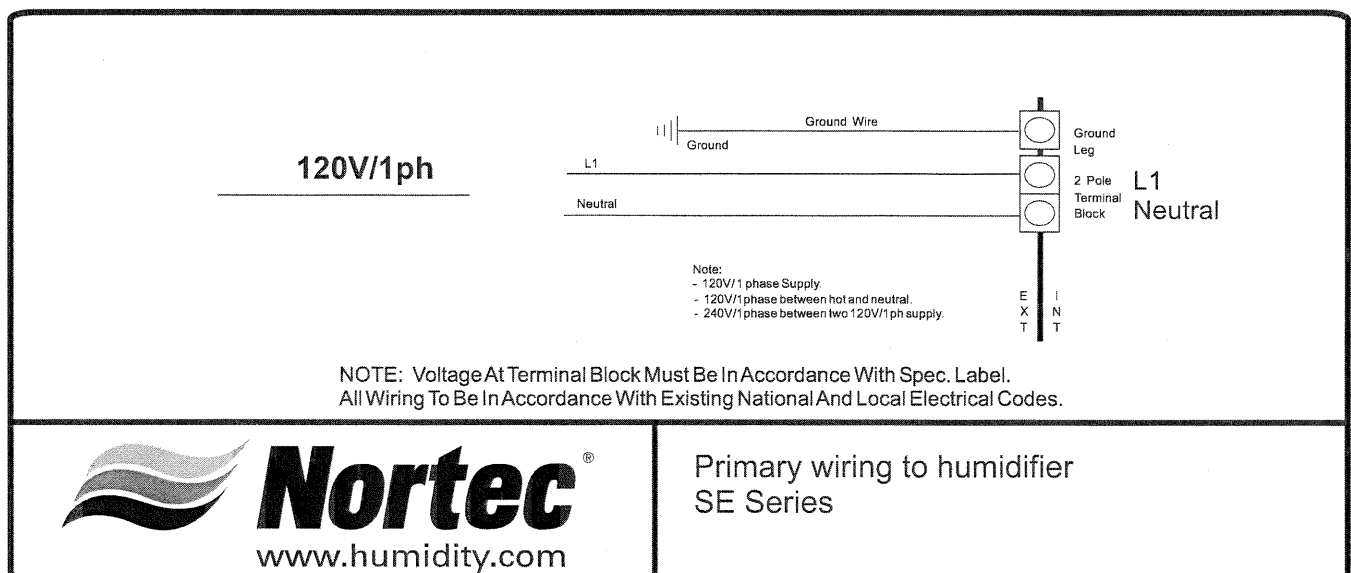 120V/1ph
Ground Wire
Ground
L1
Neutral
Ground
Leg
2 Pole
Terminal
Block
L1
Neutral
Note:
- 120V/1 phase Supply.
- 120V/1phase between hot and neutral.
- 240V/1phase between two 120V/1ph supply.
EXT
INT
NOTE: Voltage At Terminal Block Must Be In Accordance With Spec. Label.
All Wiring To Be In Accordance With Existing National And Local Electrical Codes.
Nortec®
www.humidity.com
Primary wiring to humidifier
SE Series